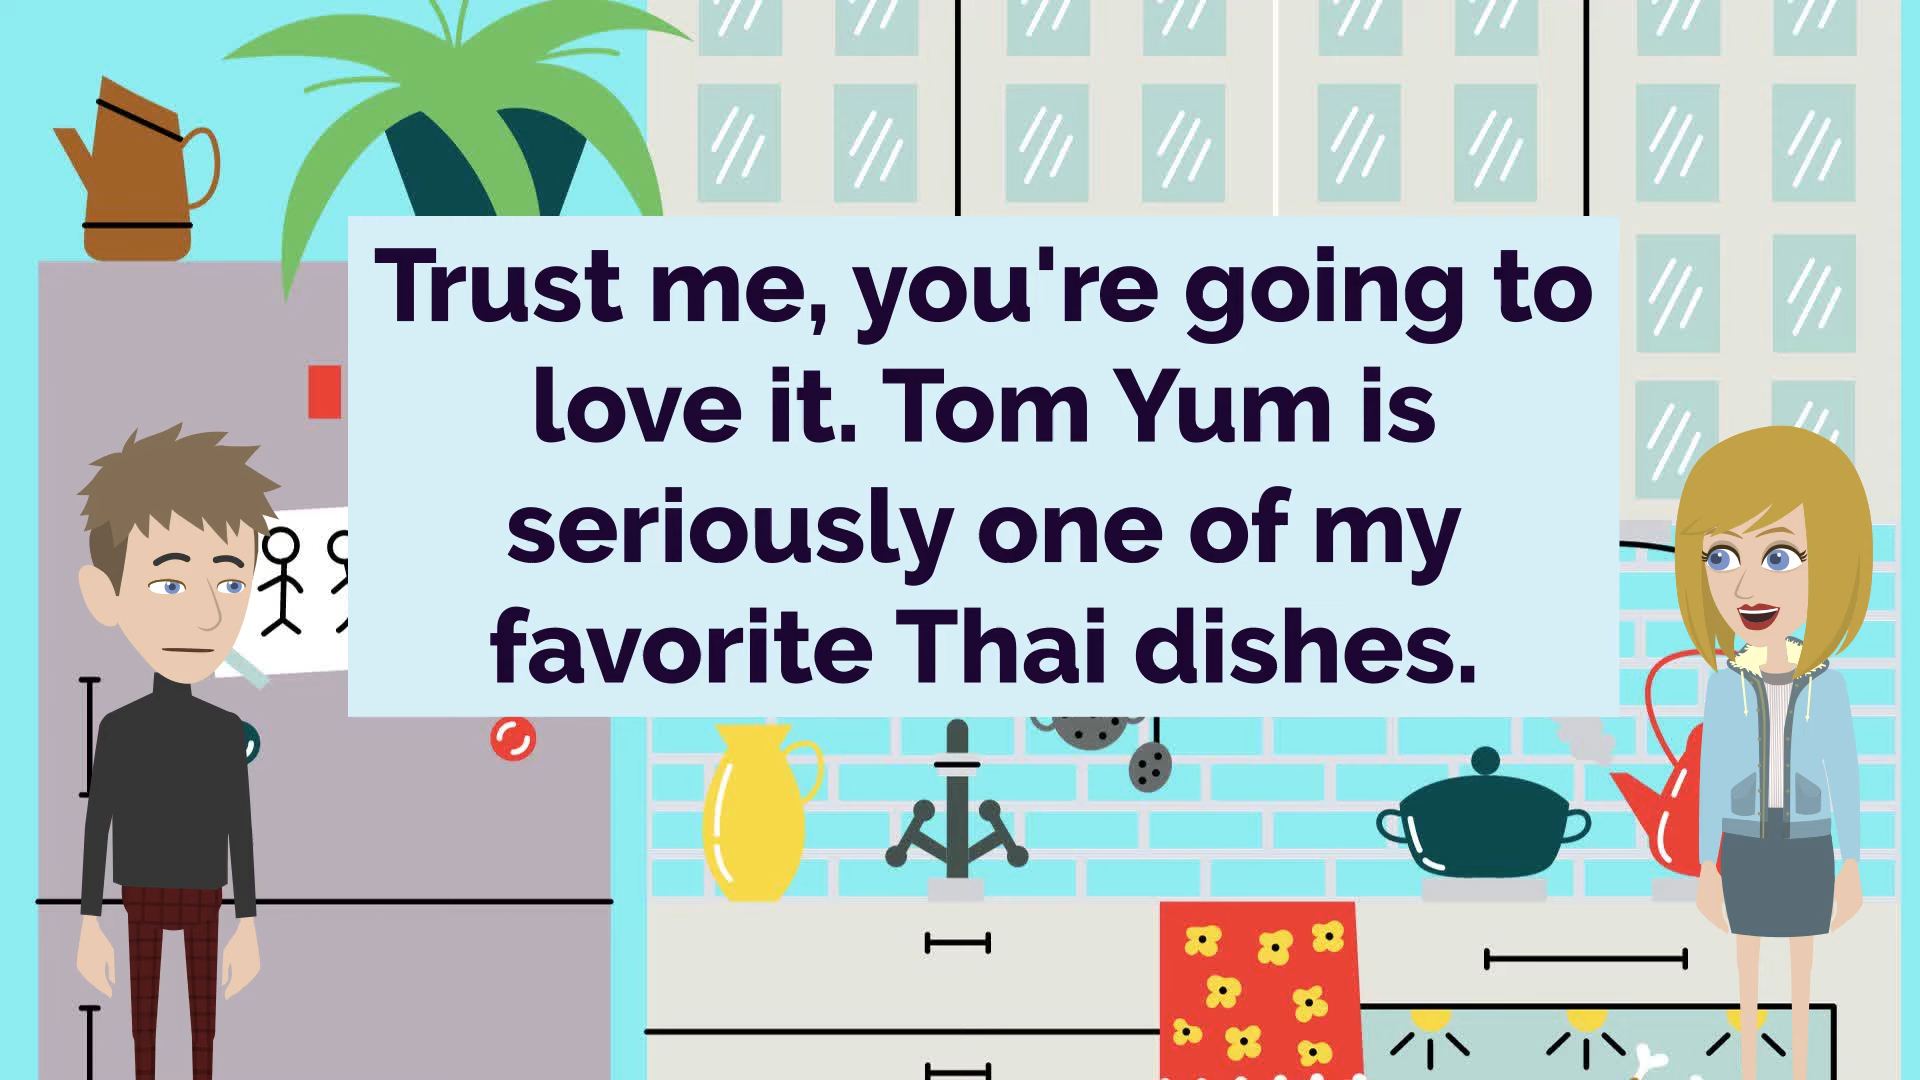 Trust me, you're going to
love it. Tom Yum is
seriously one of my
favorite Thai dishes.